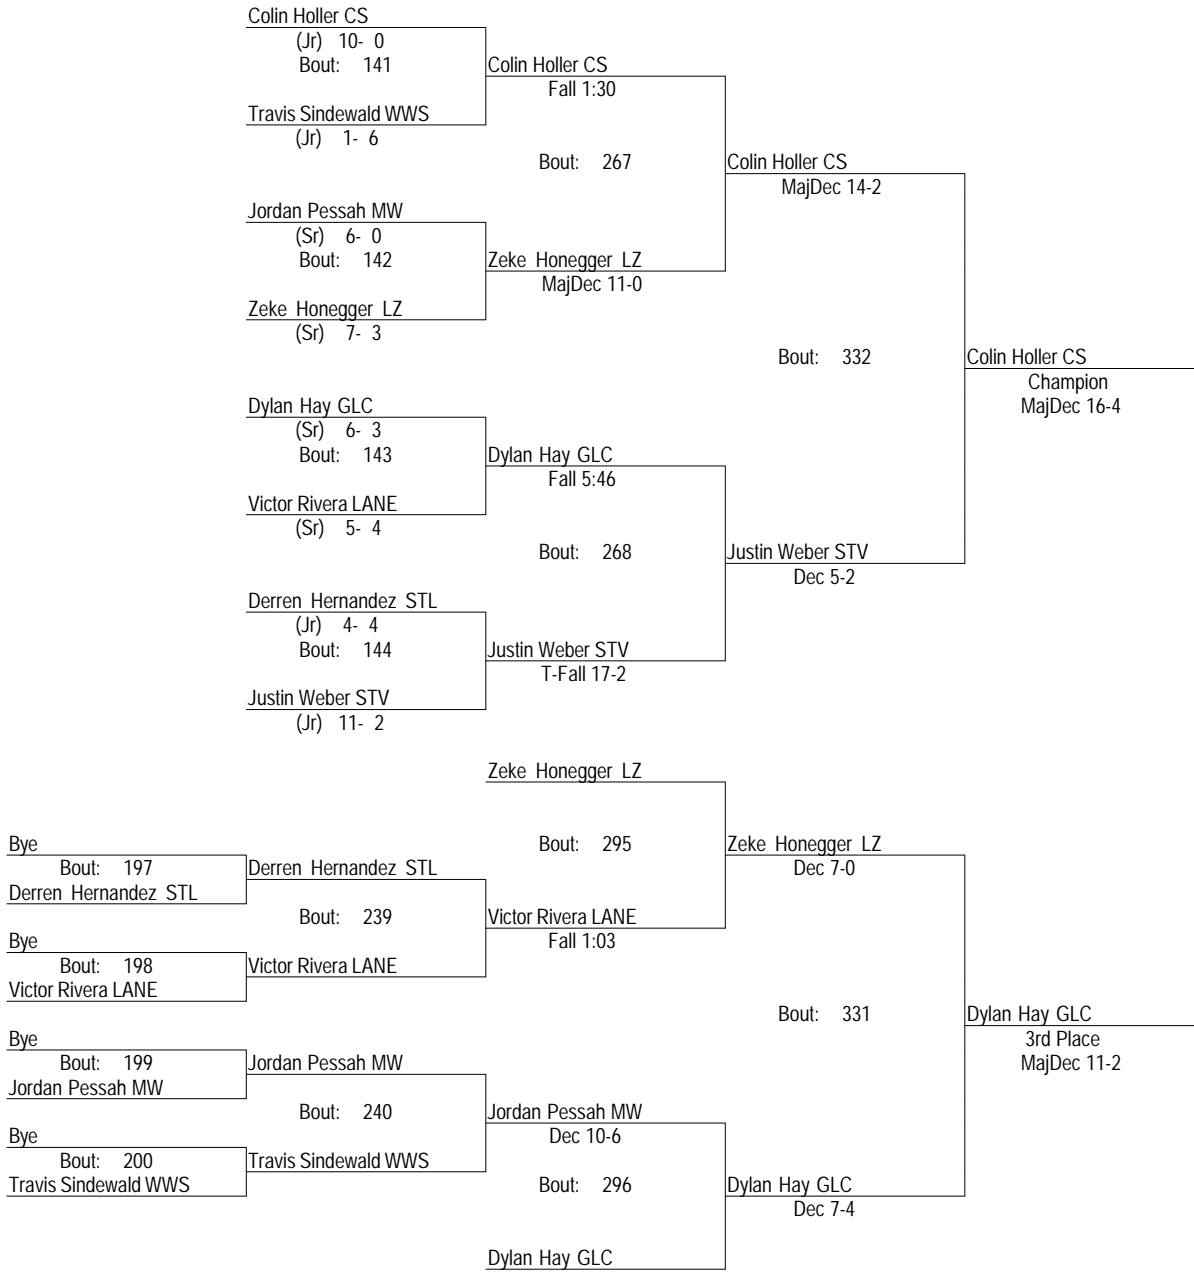 Colin Holler CS
(Jr) 10- 0
Bout: 141
Colin Holler CS
Fall 1:30
Travis Sindewald WWS
(Jr) 1- 6
Bout: 267
Colin Holler CS
MajDec 14-2
Jordan Pessah MW
(Sr) 6- 0
Bout: 142
Zeke Honegger LZ
MajDec 11-0
Zeke Honegger LZ
(Sr) 7- 3
Bout: 332
Colin Holler CS
Champion
MajDec 16-4
Dylan Hay GLC
(Sr) 6- 3
Bout: 143
Dylan Hay GLC
Fall 5:46
Victor Rivera LANE
(Sr) 5- 4
Bout: 268
Justin Weber STV
Dec 5-2
Derren Hernandez STL
(Jr) 4- 4
Bout: 144
Justin Weber STV
T-Fall 17-2
Justin Weber STV
(Jr) 11- 2
Zeke Honegger LZ
Bout: 295
Zeke Honegger LZ
Dec 7-0
Bye
Bout: 197
Derren Hernandez STL
Derren Hernandez STL
Bout: 239
Victor Rivera LANE
Fall 1:03
Bye
Bout: 198
Victor Rivera LANE
Victor Rivera LANE
Bout: 331
Dylan Hay GLC
3rd Place
MajDec 11-2
Bye
Bout: 199
Jordan Pessah MW
Jordan Pessah MW
Bout: 240
Jordan Pessah MW
Dec 10-6
Bye
Bout: 200
Travis Sindewald WWS
Travis Sindewald WWS
Bout: 296
Dylan Hay GLC
Dec 7-4
Dylan Hay GLC